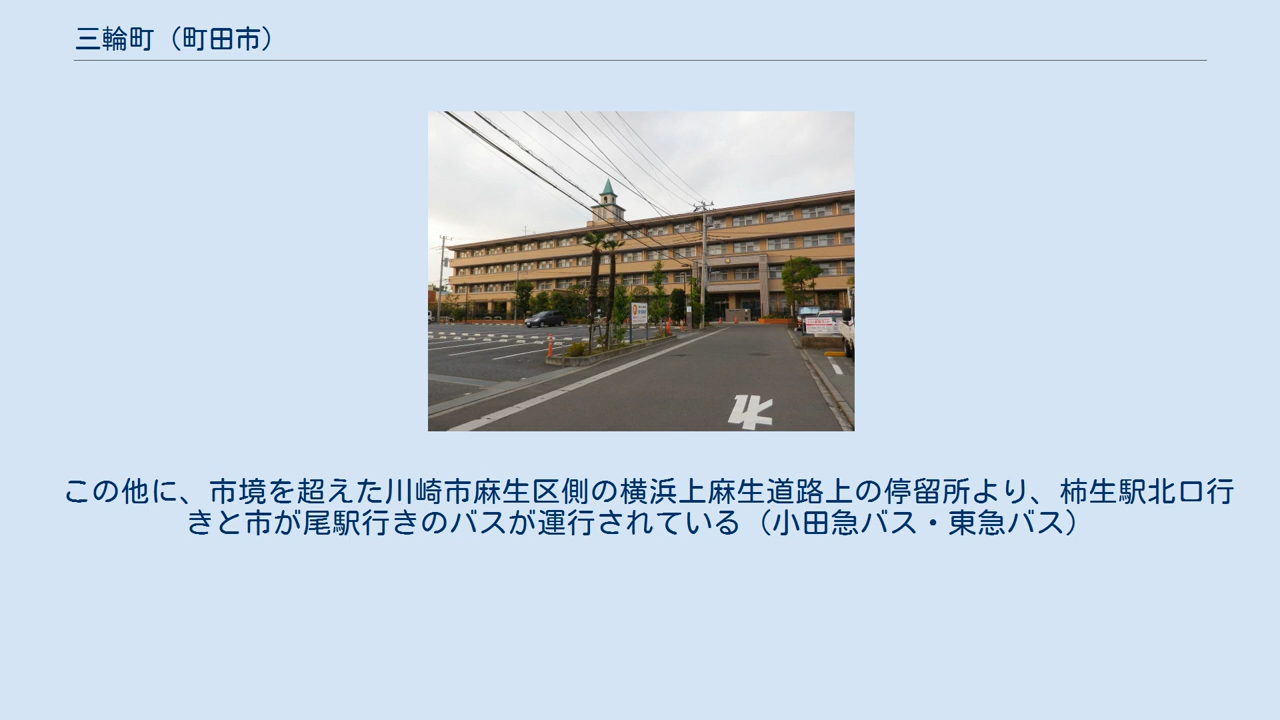 三輪町（町田市）
この他に、市境を超えた川崎市麻生区側の横浜上麻生道路上の停留所より、柿生駅北口行
きと市が尾駅行きのバスが運行されている（小田急バス・東急バス）